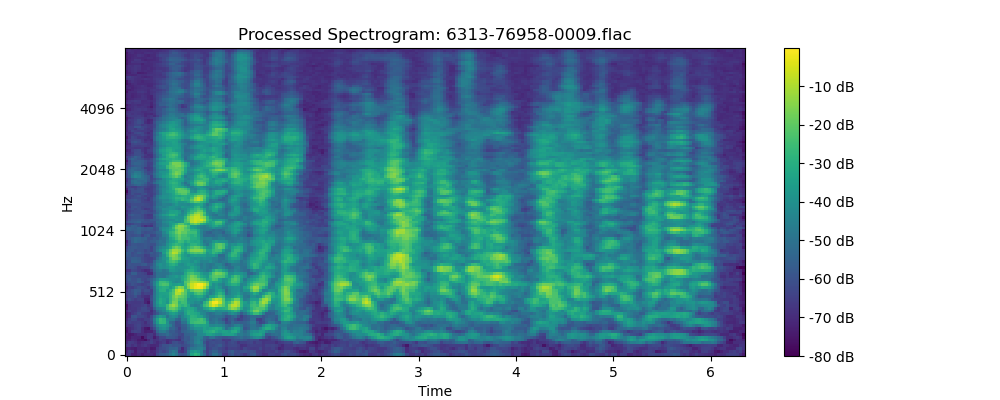 Processed Spectrogram: 6313-76958-0009.flac
Hz
4096
2048
1024
512
0
0 1 2 3 4 5 6
Time
-10 dB
-20 dB
-30 dB
-40 dB
-50 dB
-60 dB
-70 dB
-80 dB